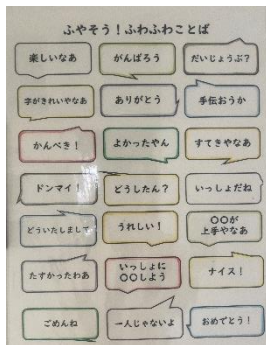 ふやそう！ふわふわことば
楽しいなあ
がんばろう
だいじょうぶ？
字がきれいやなあ
ありがとう
手伝おうか
かんぺき！
よかったやん
すてきやなあ
ドンマイ！
どうしたん？
いっしょだね
どういたしまして
うれしい！
〇〇が
上手やなあ
たすかったわあ
いっしょに
〇〇しよう
ナイス！
ごめんね
一人じゃないよ
おめでとう！